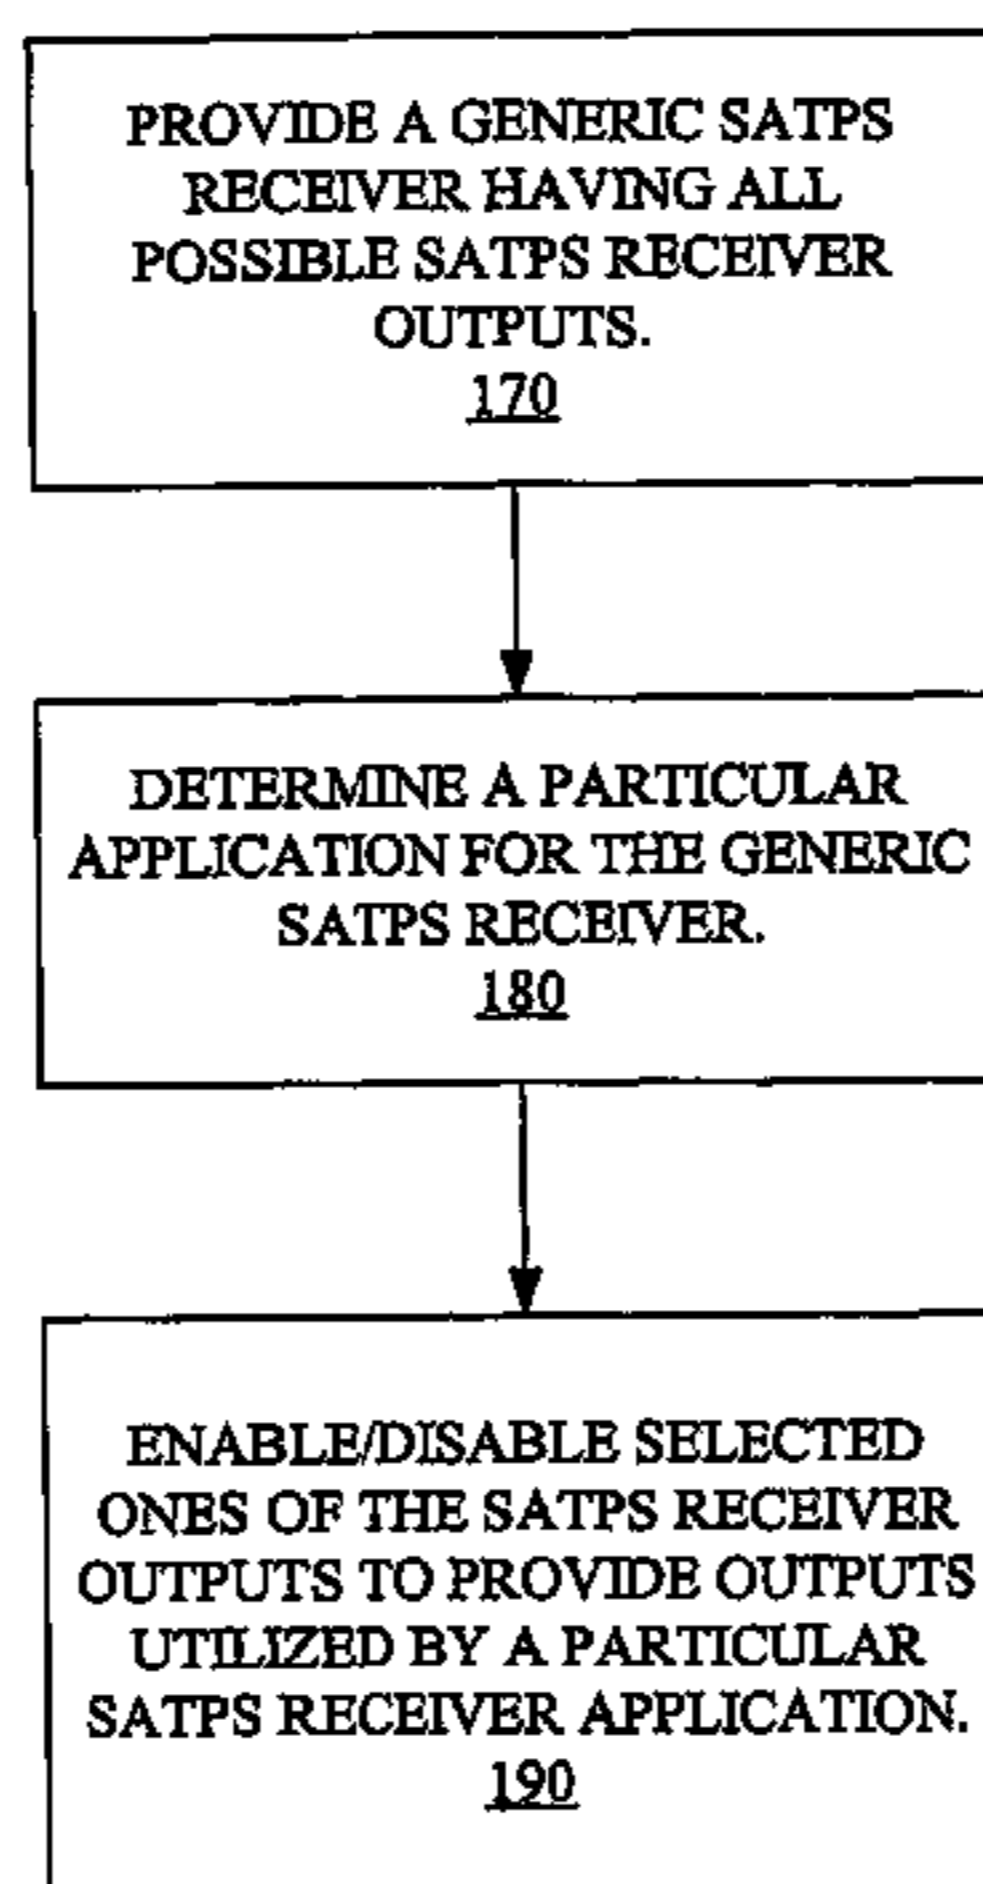 PROVIDE A GENERIC SATPS
RECEIVER HAVING ALL
POSSIBLE SATPS RECEIVER
OUTPUTS.
170
DETERMINE A PARTICULAR
APPLICATION FOR THE GENERIC
SATPS RECEIVER.
180
ENABLE/DISABLE SELECTED
ONES OF THE SATPS RECEIVER
OUTPUTS TO PROVIDE OUTPUTS
UTILIZED BY A PARTICULAR
SATPS RECEIVER APPLICATION.
190